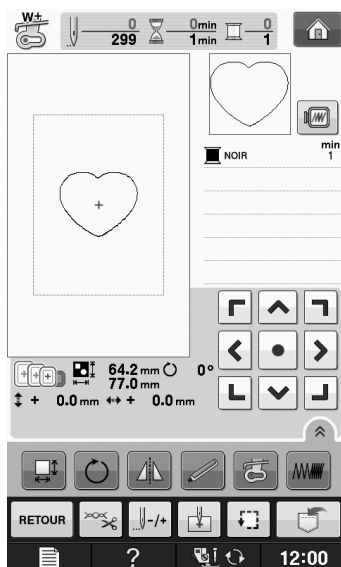 W+
0
299
0min
1min
0
1
NOIR
min
1
64.2 mm
0°
77.0 mm
+ 0.0 mm + 0.0 mm
RETOUR
-/+
?
12:00